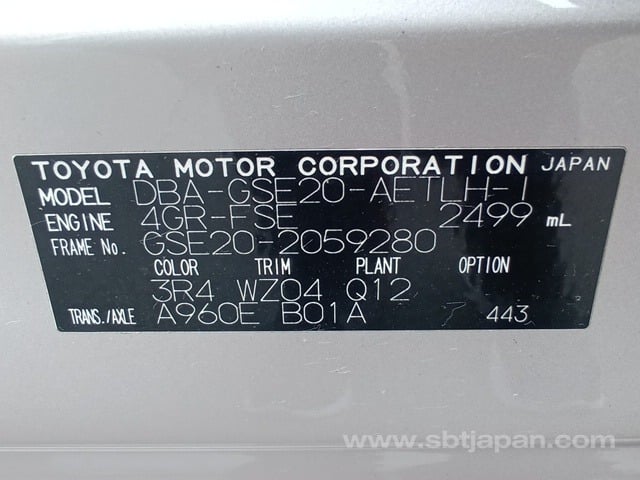 TOYOTA MOTOR CORPORATION JAPAN
MODEL DBA-GSE20-AETLH-I
ENGINE 4GR-FSE 2499 mL
FRAME No. GSE20-2059280
COLOR TRIM PLANT OPTION
3R4 WZ04 Q12
TRANS./AXLE A960E B01A 7 443
www.sbtjapan.com